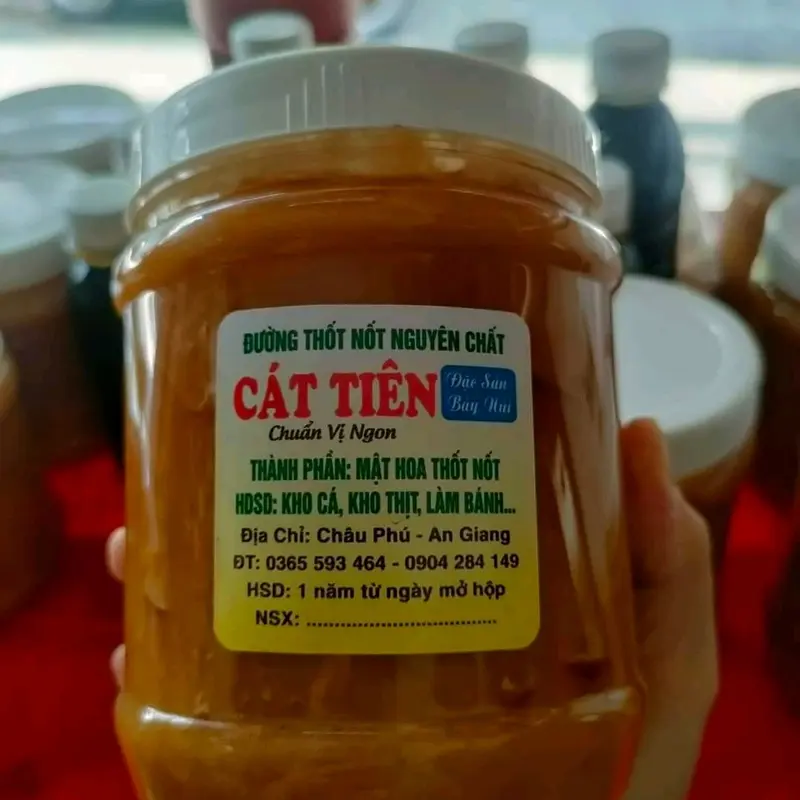 ĐƯỜNG THỐT NỐT NGUYÊN CHẤT
CÁT TIÊN
Đặc Sản
Bảy Núi
Chuẩn Vị Ngon
THÀNH PHẦN: MẬT HOA THỐT NỐT
HDSD: KHO CÁ, KHO THỊT, LÀM BÁNH...
Địa Chỉ: Châu Phú - An Giang
ĐT: 0365 593 464 - 0904 284 149
HSD: 1 năm từ ngày mở hộp
NSX: ....................................